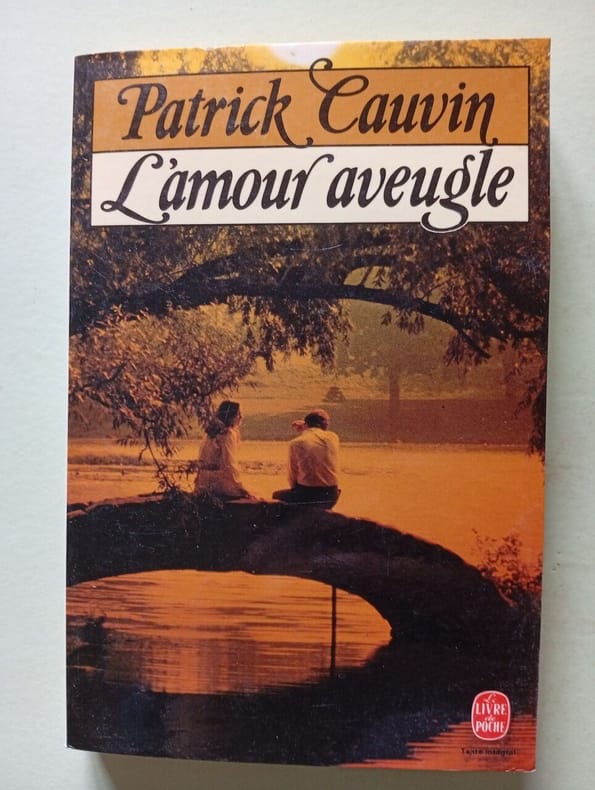 Patrick Cauvin
L'amour aveugle
Le
LIVRE
de
POCHE
Texte intégral